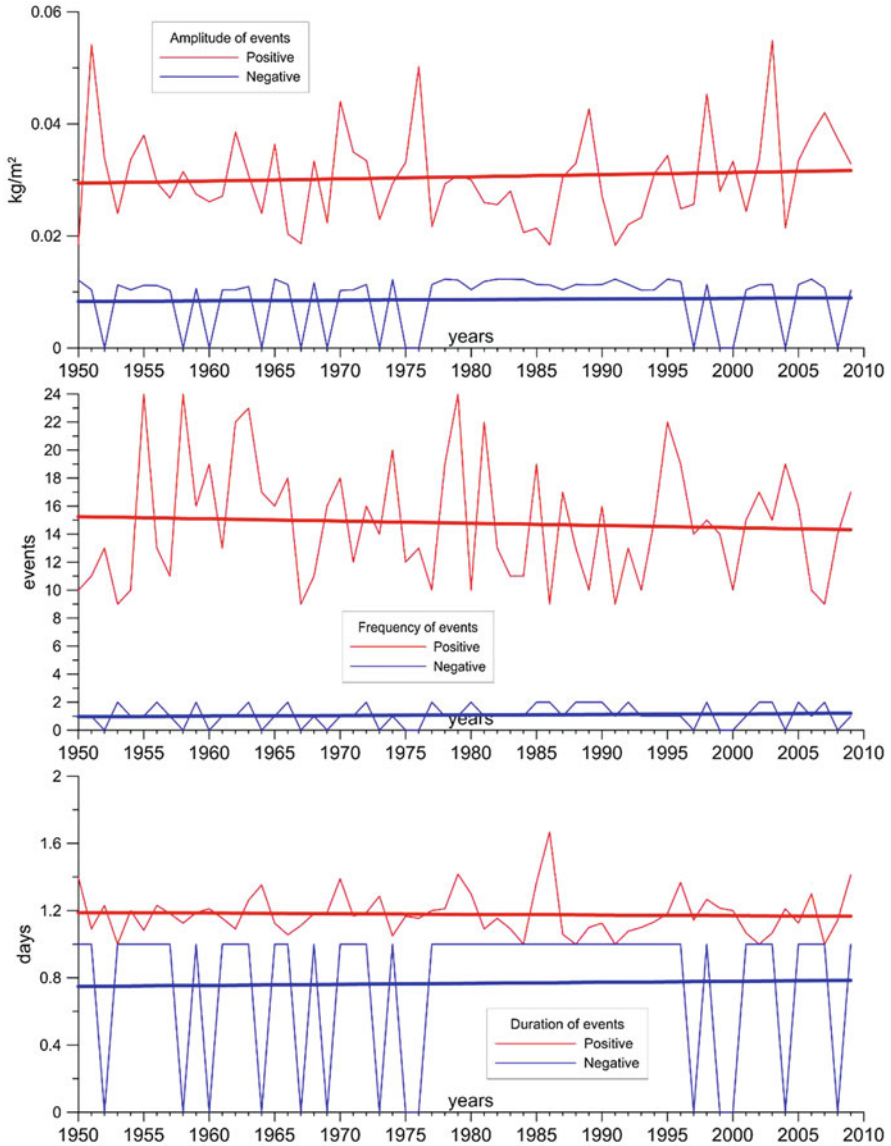 0.06
Amplitude of events
Positive
Negative
0.04
kg/m²
0.02
0
years
1950 1955 1960 1965 1970 1975 1980 1985 1990 1995 2000 2005 2010
24
22
20
18
16
14
events
12
10
8
Frequency of events
6
Positive
4
Negative
2
0
years
1950 1955 1960 1965 1970 1975 1980 1985 1990 1995 2000 2005 2010
2
1.6
1.2
days
0.8
Duration of events
Positive
0.4
Negative
0
years
1950 1955 1960 1965 1970 1975 1980 1985 1990 1995 2000 2005 2010